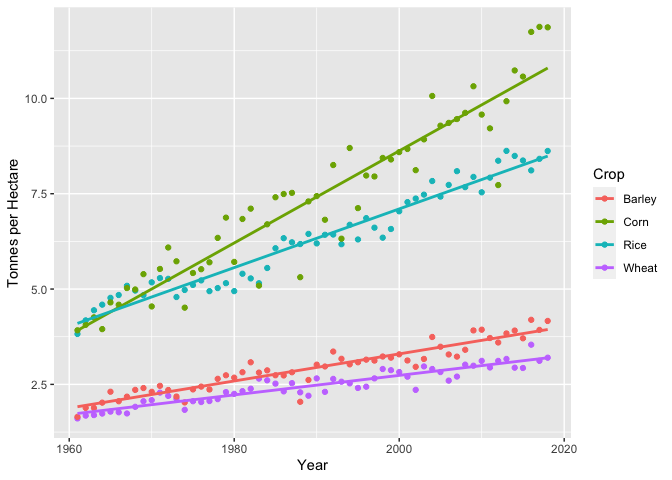 10.0
7.5
5.0
2.5
Tonnes per Hectare
1960
1980
2000
2020
Year
Crop
Barley
Corn
Rice
Wheat